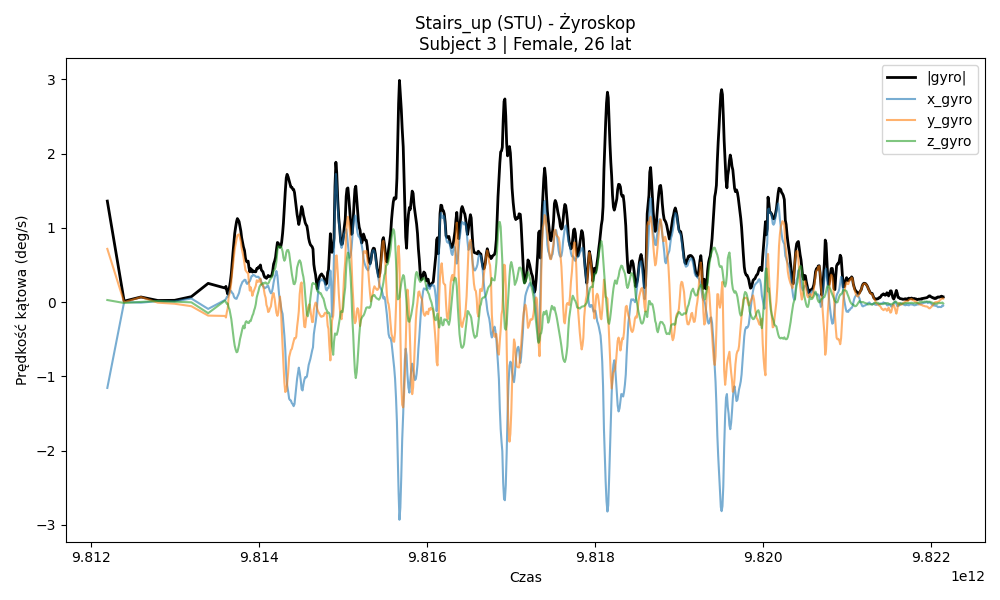 Stairs_up (STU) - Żyroskop
Subject 3 | Female, 26 lat
|gyro|
x_gyro
y_gyro
z_gyro
Prędkość kątowa (deg/s)
3
2
1
0
−1
−2
−3
9.812 9.814 9.816 9.818 9.820 9.822
1e12
Czas